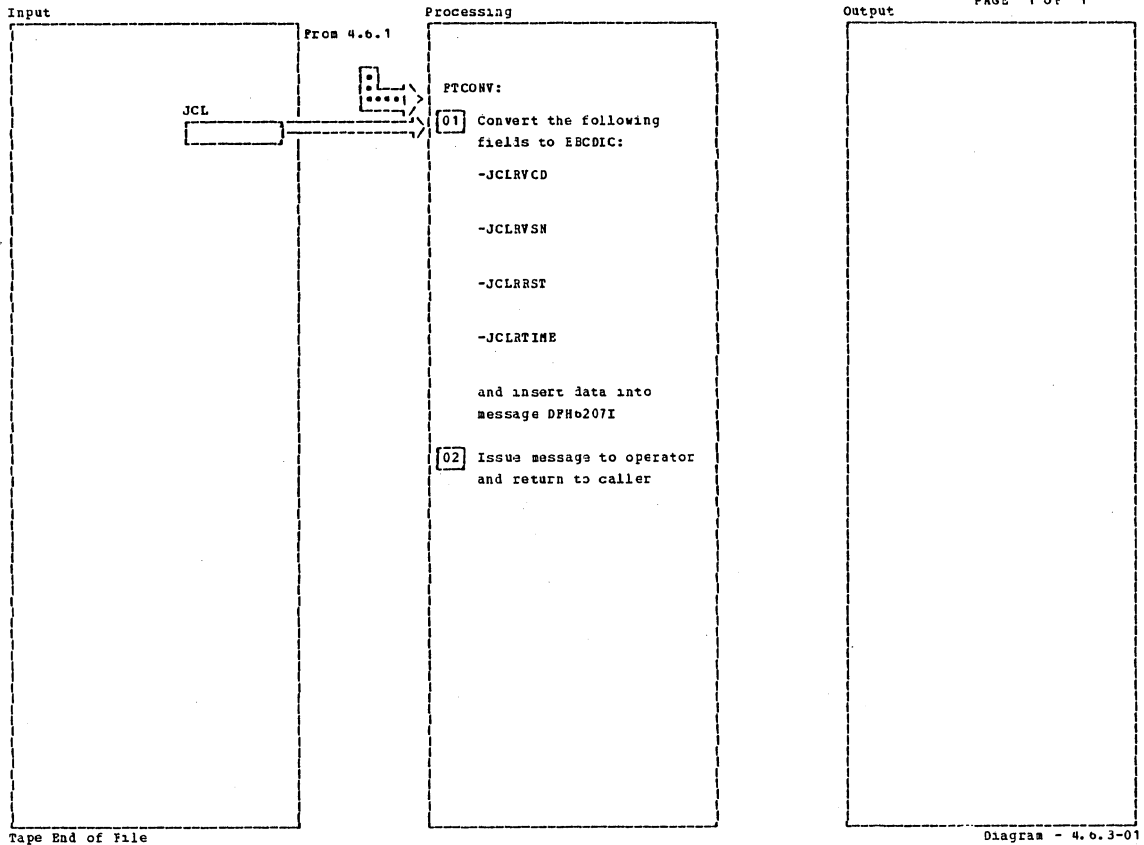 PAGE 1 OF 1
Input
Processing
Output
From 4.6.1
PTCONV:
JCL
01 Convert the following
fields to EBCDIC:
-JCLRVCD
-JCLRVSN
-JCLRRST
-JCLRTIME
and insert data into
message DPH6207I
02 Issue message to operator
and return to caller
Tape End of File
Diagram - 4.6.3-01